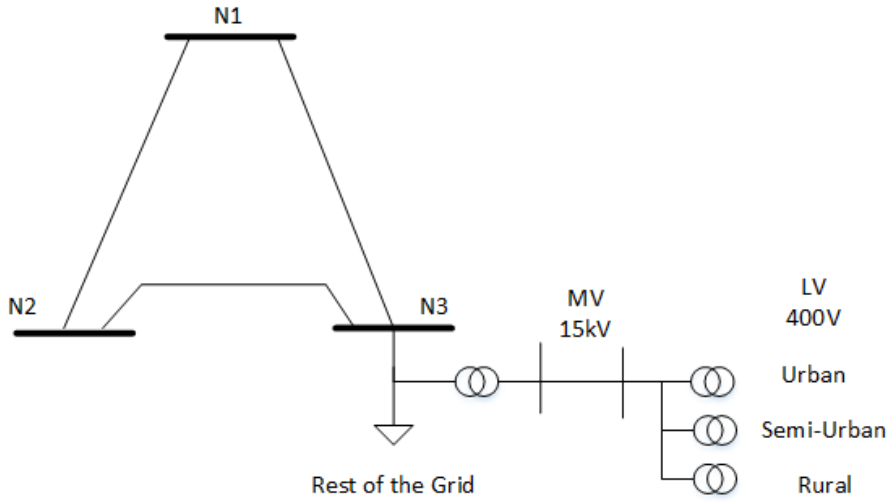 N1
N2
N3
MV
15kV
LV
400V
Urban
Semi-Urban
Rural
Rest of the Grid